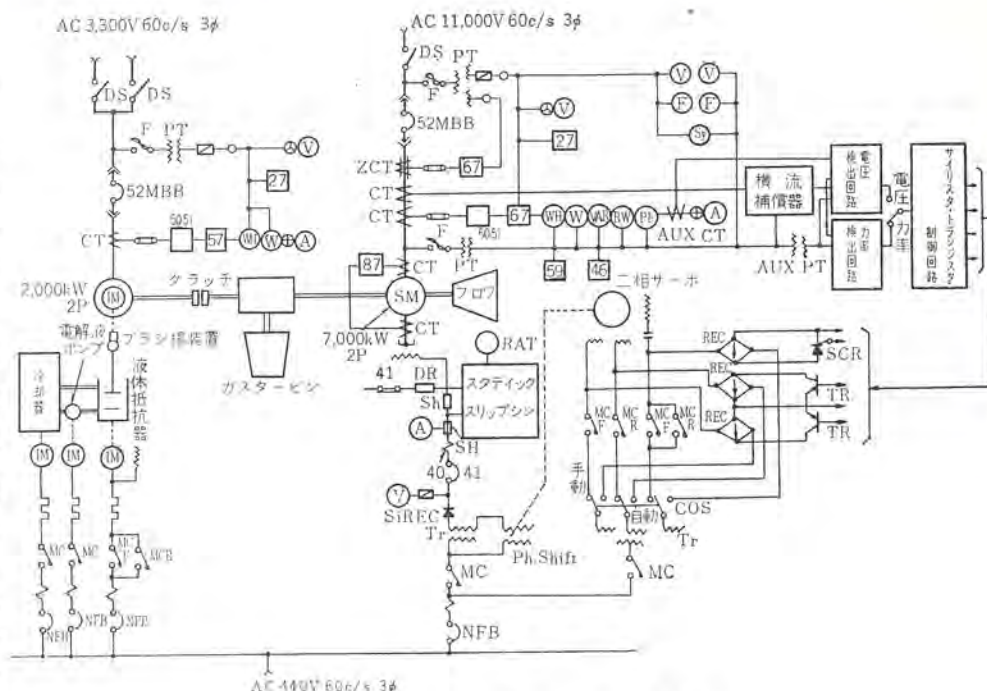 AC 3,300V 60c/s 3φ
AC 11,000V 60c/s 3φ
DS
DS
DS
PT
F
F
PT
52MBB
V
27
52MBB
CT
5051
57
WH
W
A
ZCT
67
CT
CT
5051
67
WH
W
VAR
RW
PF
A
AUX CT
V
27
V
V
F
F
Sy
F
PT
59
46
87
CT
横流
補償器
電圧
検出回路
力率
検出回路
電圧
力率
サイリスタ・トランジスタ
制御回路
AUX PT
2,000kW
2P
IM
クラッチ
ガスタービン
SM
7,000kW
2P
CT
ブロワ
二相サーボ
電解液
ポンプ
ブラシ揚装置
液体抵抗器
冷却器
IM
IM
IM
MC
MC
NFB
NFB
NFB
41
DR
Sh
RAT
スタティック
スリップシン
A
SH
40
41
V
SiREC
Tr
Ph.Shift
MC
NFB
MC
F
MC
R
MC
F
MC
R
REC
REC
REC
SCR
TR
TR
手動
自動
COS
Tr
MC
AC 440V 60c/s 3φ